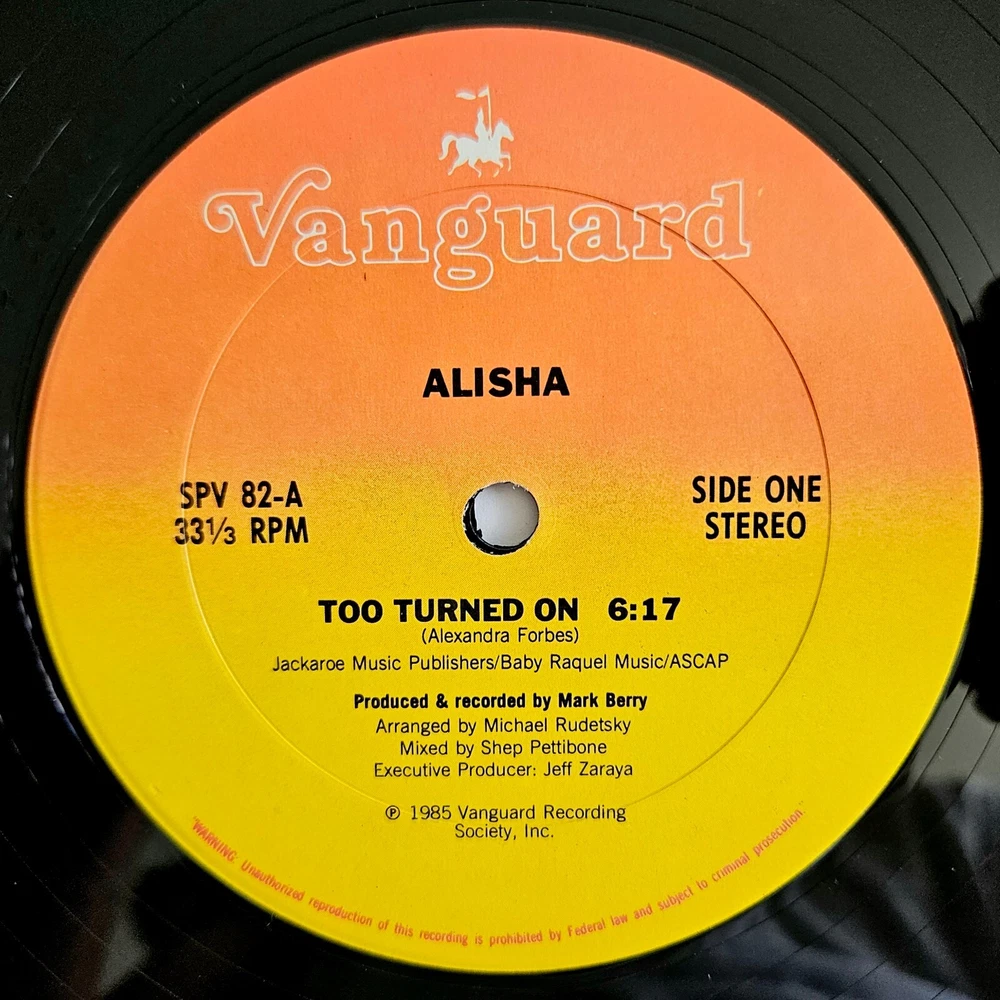 Vanguard
ALISHA
SPV 82-A
33⅓ RPM
SIDE ONE
STEREO
TOO TURNED ON 6:17
(Alexandra Forbes)
Jackaroe Music Publishers/Baby Raquel Music/ASCAP
Produced & recorded by Mark Berry
Arranged by Michael Rudetsky
Mixed by Shep Pettibone
Executive Producer: Jeff Zaraya
℗ 1985 Vanguard Recording
Society, Inc.
"WARNING: Unauthorized reproduction of this recording is prohibited by Federal law and subject to criminal prosecution."